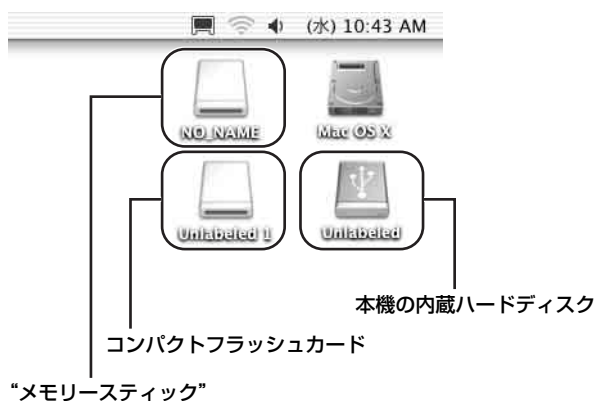 (水) 10:43 AM
NO_NAME
Mac OS X
Unlabeled 1
Unlabeled
本機の内蔵ハードディスク
コンパクトフラッシュカード
“メモリースティック”